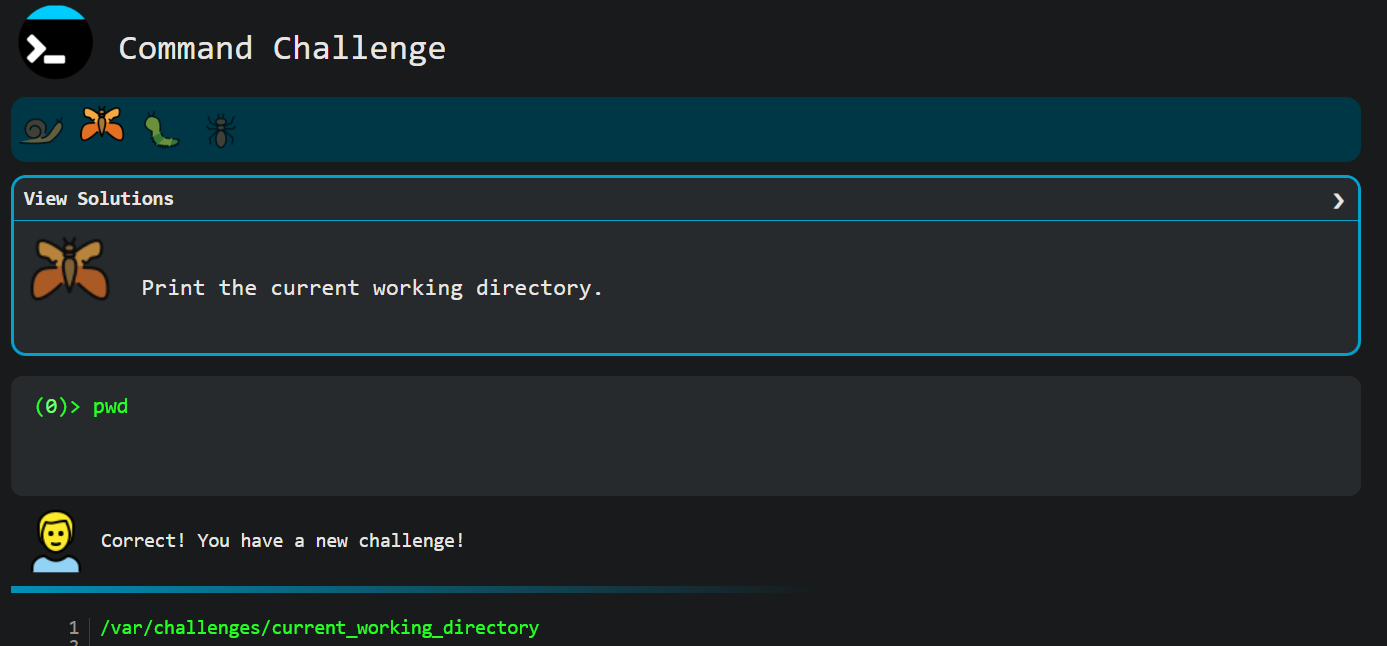 Command Challenge
View Solutions
Print the current working directory.
(0)> pwd
Correct! You have a new challenge!
1 /var/challenges/current_working_directory
2